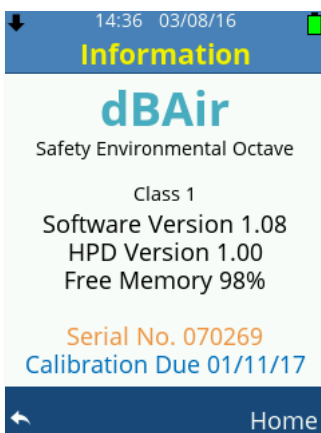 14:36 03/08/16
Information
dBAir
Safety Environmental Octave
Class 1
Software Version 1.08
HPD Version 1.00
Free Memory 98%
Serial No. 070269
Calibration Due 01/11/17
Home